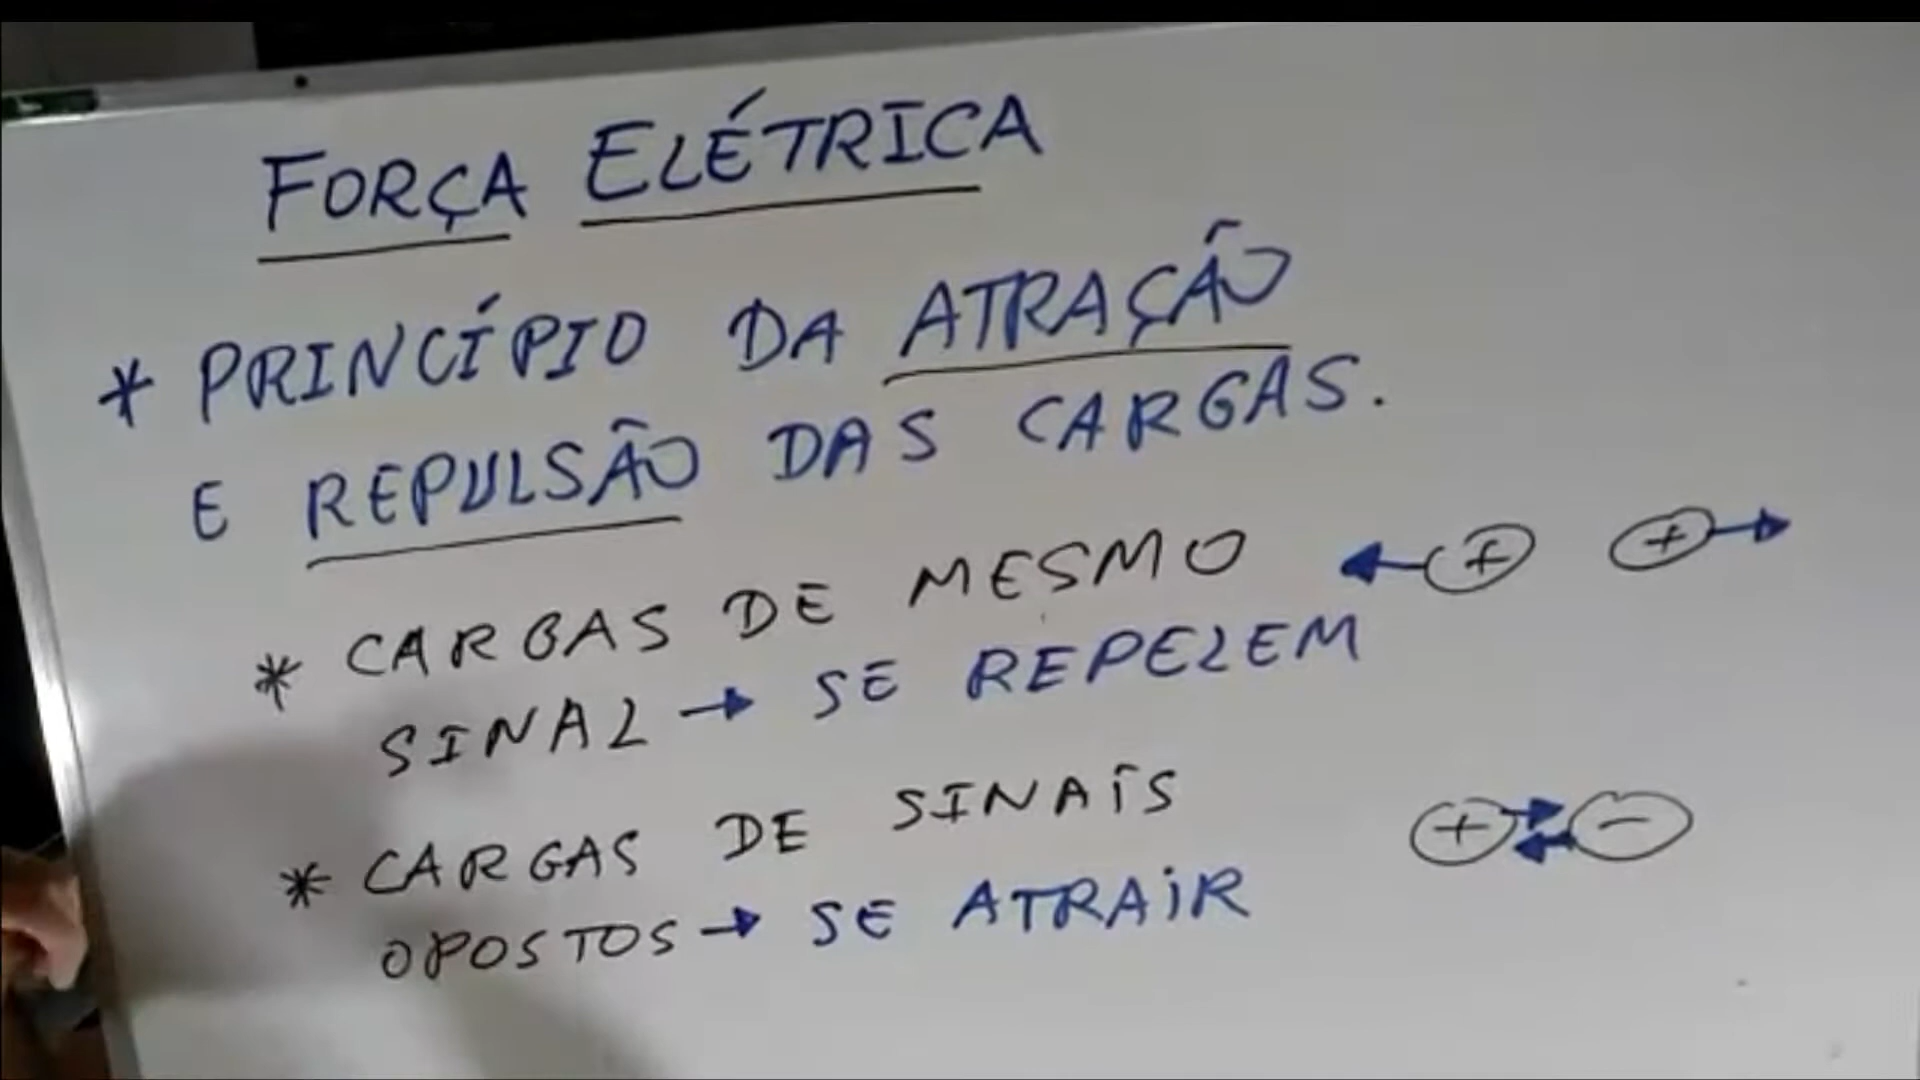 FORÇA ELÉTRICA
* PRINCÍPIO DA ATRAÇÃO
E REPULSÃO DAS CARGAS.
* CARGAS DE MESMO
SINAL → SE REPELEM
+ +
* CARGAS DE SINAIS
OPOSTOS → SE ATRAIR
+ −